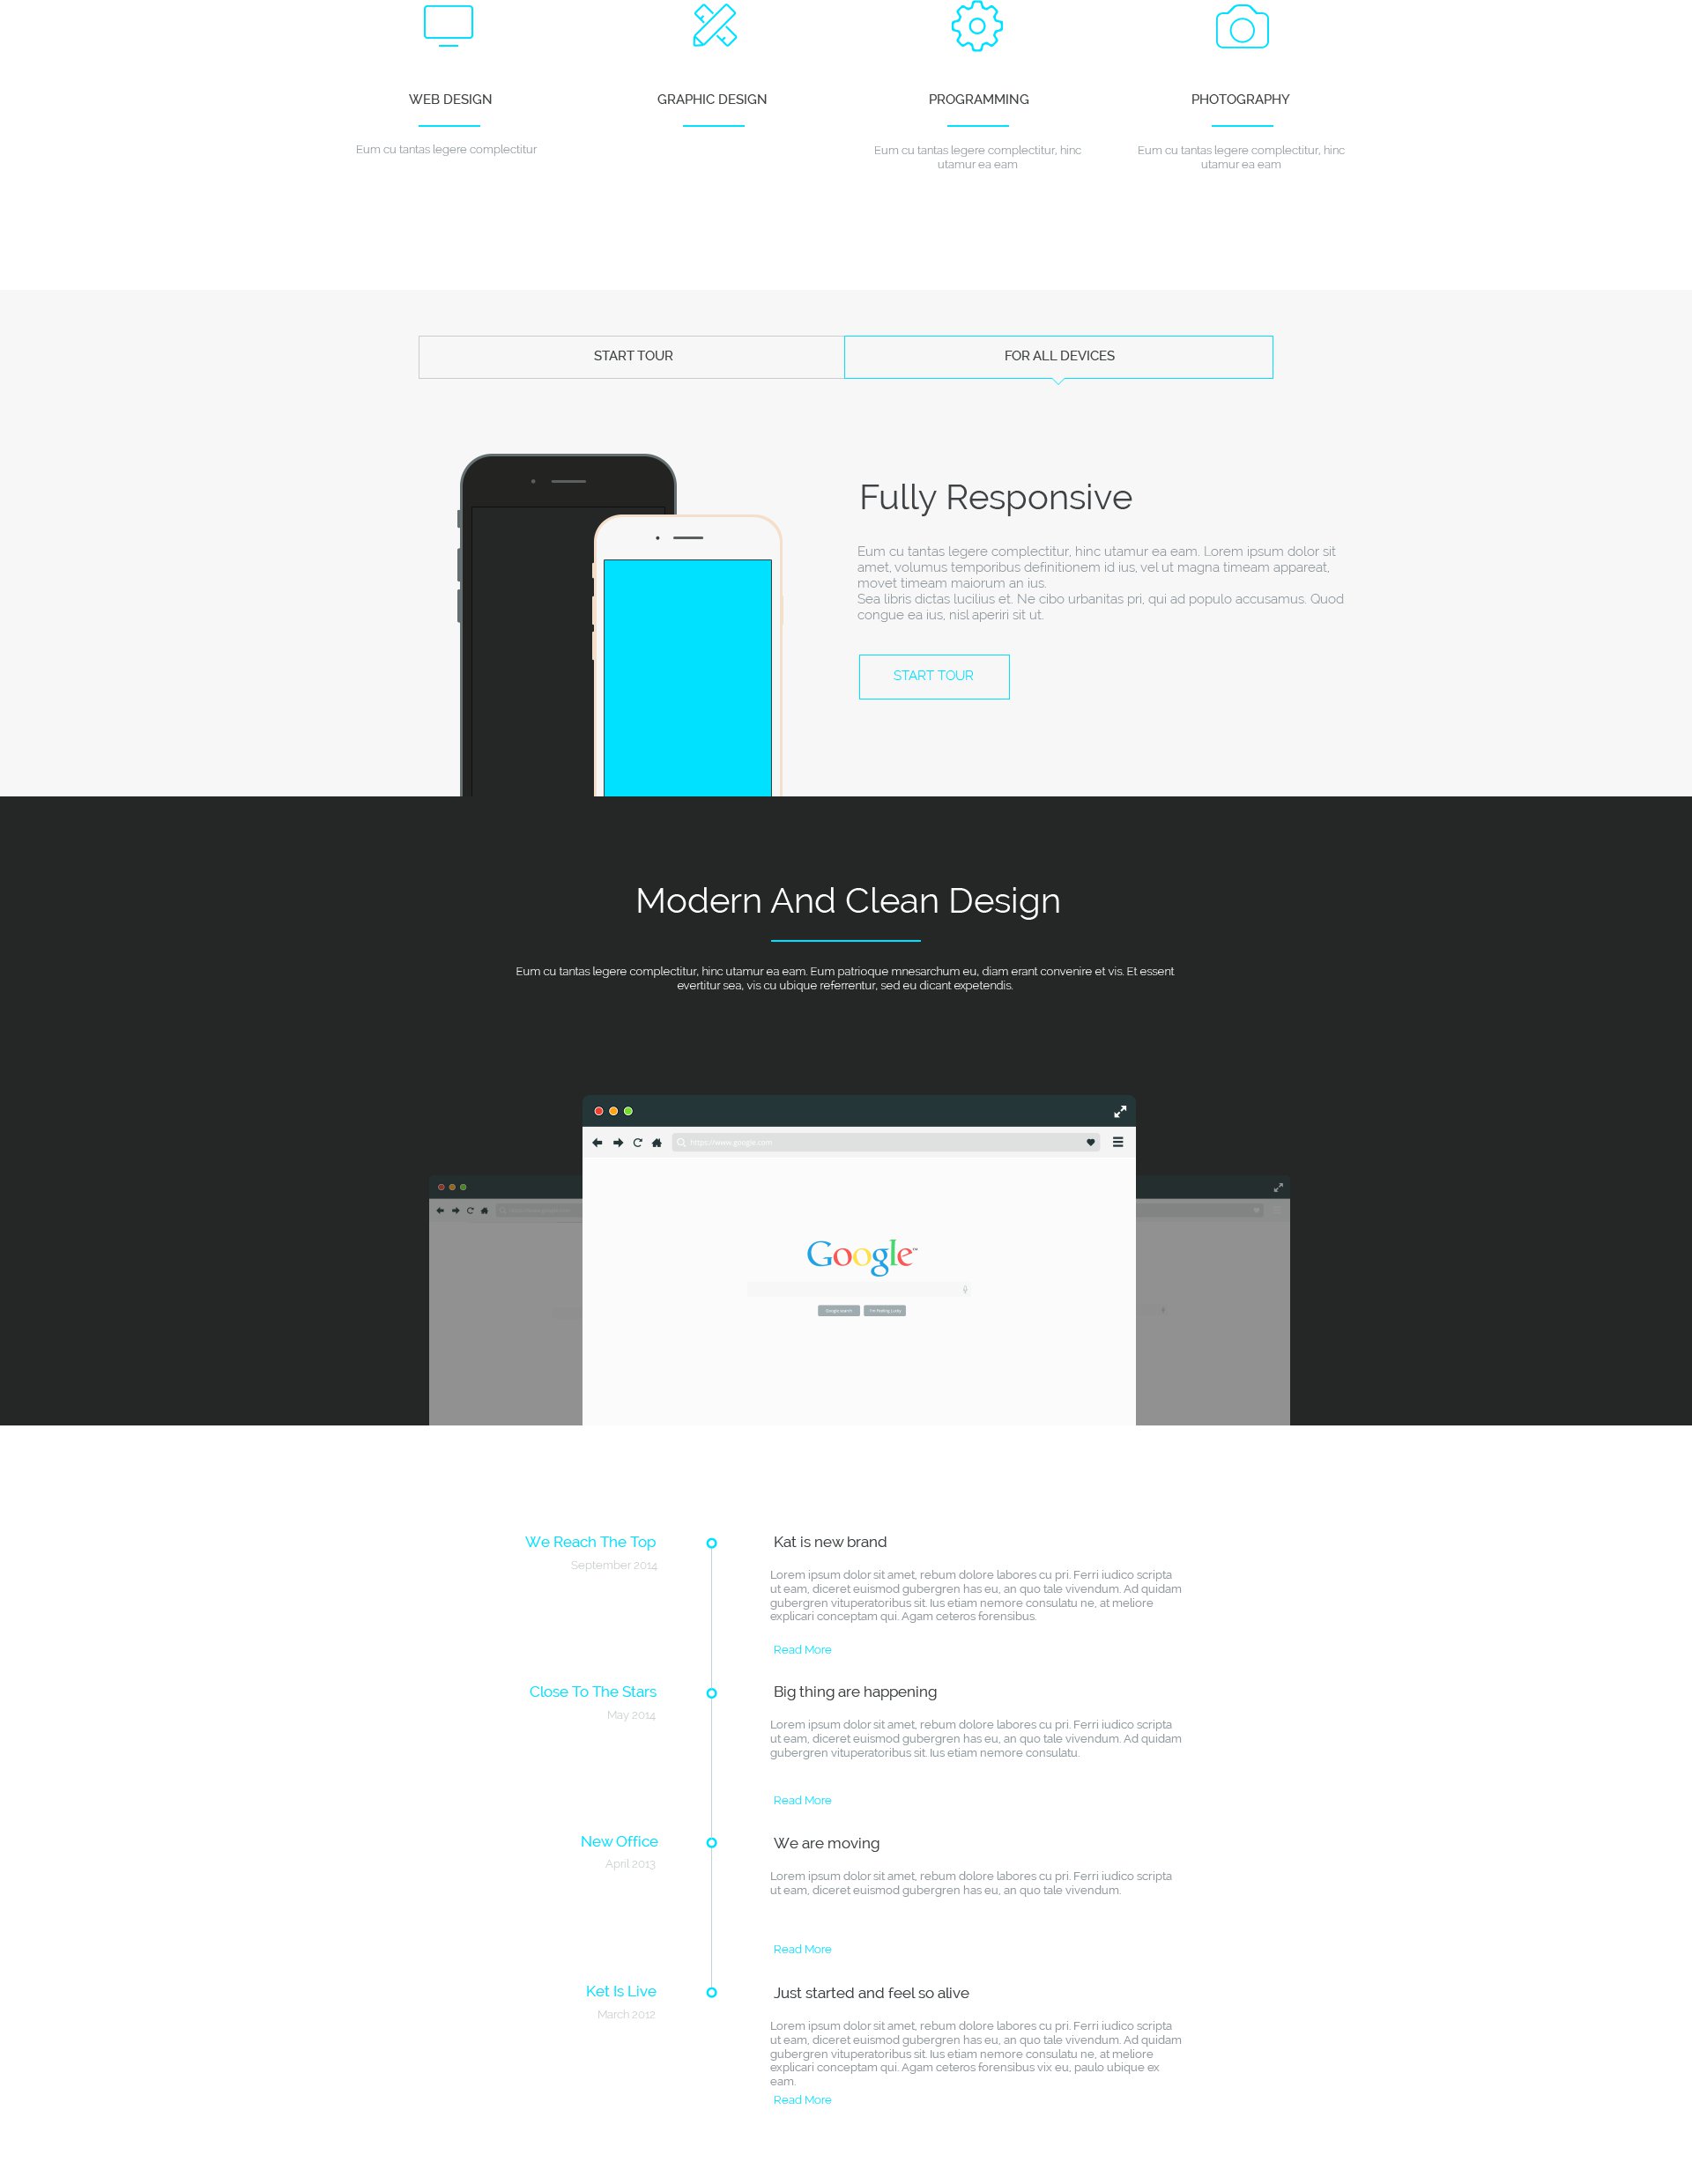 WEB DESIGN
Eum cu tantas legere complectitur
GRAPHIC DESIGN
PROGRAMMING
Eum cu tantas legere complectitur, hinc
utamur ea eam
PHOTOGRAPHY
Eum cu tantas legere complectitur, hinc
utamur ea eam
START TOUR
FOR ALL DEVICES
Fully Responsive
Eum cu tantas legere complectitur, hinc utamur ea eam. Lorem ipsum dolor sit
amet, volumus temporibus definitionem id ius, vel ut magna timeam appareat,
movet timeam maiorum an ius.
Sea libris dictas lucilius et. Ne cibo urbanitas pri, qui ad populo accusamus. Quod
congue ea ius, nisl aperiri sit ut.
START TOUR
Modern And Clean Design
Eum cu tantas legere complectitur, hinc utamur ea eam. Eum patrioque mnesarchum eu, diam erant convenire et vis. Et essent
evertitur sea, vis cu ubique referrentur, sed eu dicant expetendis.
https://www.google.com
Google™
Google search
I'm Feeling Lucky
We Reach The Top
September 2014
Kat is new brand
Lorem ipsum dolor sit amet, rebum dolore labores cu pri. Ferri iudico scripta
ut eam, diceret euismod gubergren has eu, an quo tale vivendum. Ad quidam
gubergren vituperatoribus sit. Ius etiam nemore consulatu ne, at meliore
explicari conceptam qui. Agam ceteros forensibus.
Read More
Close To The Stars
May 2014
Big thing are happening
Lorem ipsum dolor sit amet, rebum dolore labores cu pri. Ferri iudico scripta
ut eam, diceret euismod gubergren has eu, an quo tale vivendum. Ad quidam
gubergren vituperatoribus sit. Ius etiam nemore consulatu.
Read More
New Office
April 2013
We are moving
Lorem ipsum dolor sit amet, rebum dolore labores cu pri. Ferri iudico scripta
ut eam, diceret euismod gubergren has eu, an quo tale vivendum.
Read More
Ket Is Live
March 2012
Just started and feel so alive
Lorem ipsum dolor sit amet, rebum dolore labores cu pri. Ferri iudico scripta
ut eam, diceret euismod gubergren has eu, an quo tale vivendum. Ad quidam
gubergren vituperatoribus sit. Ius etiam nemore consulatu ne, at meliore
explicari conceptam qui. Agam ceteros forensibus vix eu, paulo ubique ex
eam.
Read More